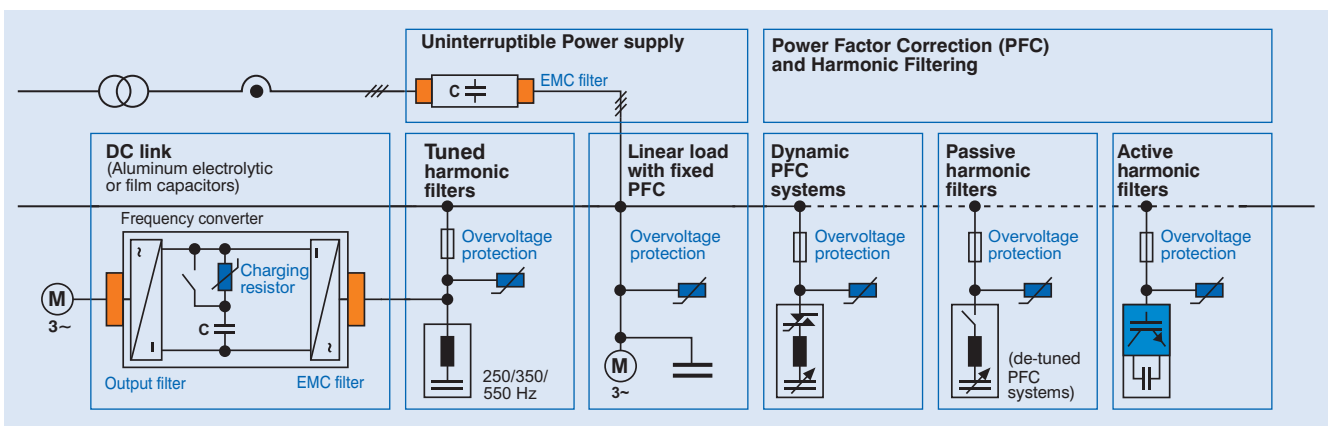 Uninterruptible Power supply
C
EMC filter
Power Factor Correction (PFC)
and Harmonic Filtering
DC link
(Aluminum electrolytic
or film capacitors)
Frequency converter
~
Charging
resistor
C
~
M
3~
Output filter
EMC filter
Tuned
harmonic
filters
Overvoltage
protection
250/350/
550 Hz
Linear load
with fixed
PFC
Overvoltage
protection
M
3~
Dynamic
PFC
systems
Overvoltage
protection
Passive
harmonic
filters
Overvoltage
protection
(de-tuned
PFC
systems)
Active
harmonic
filters
Overvoltage
protection